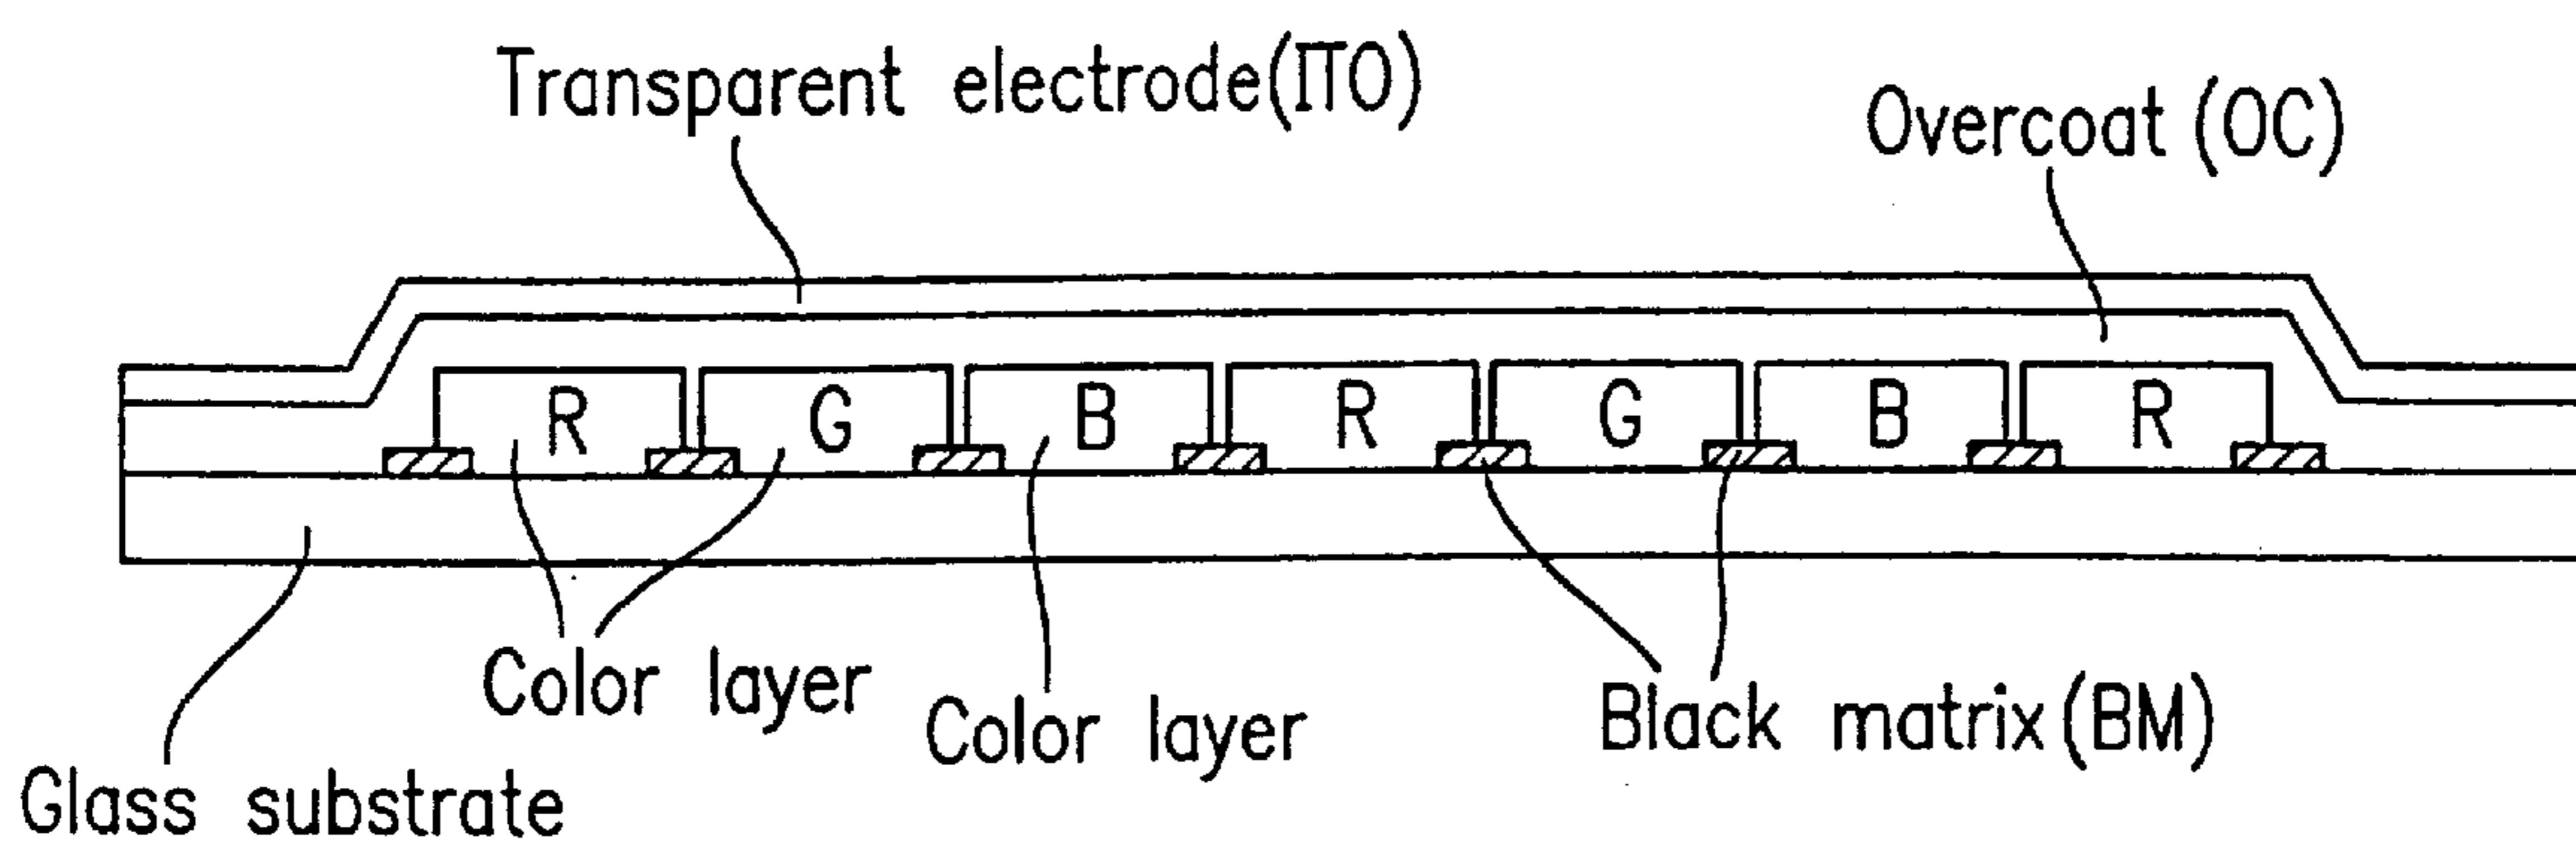 Transparent electrode(ITO)
Overcoat (OC)
R G B R G B R
Color layer
Color layer
Black matrix(BM)
Glass substrate